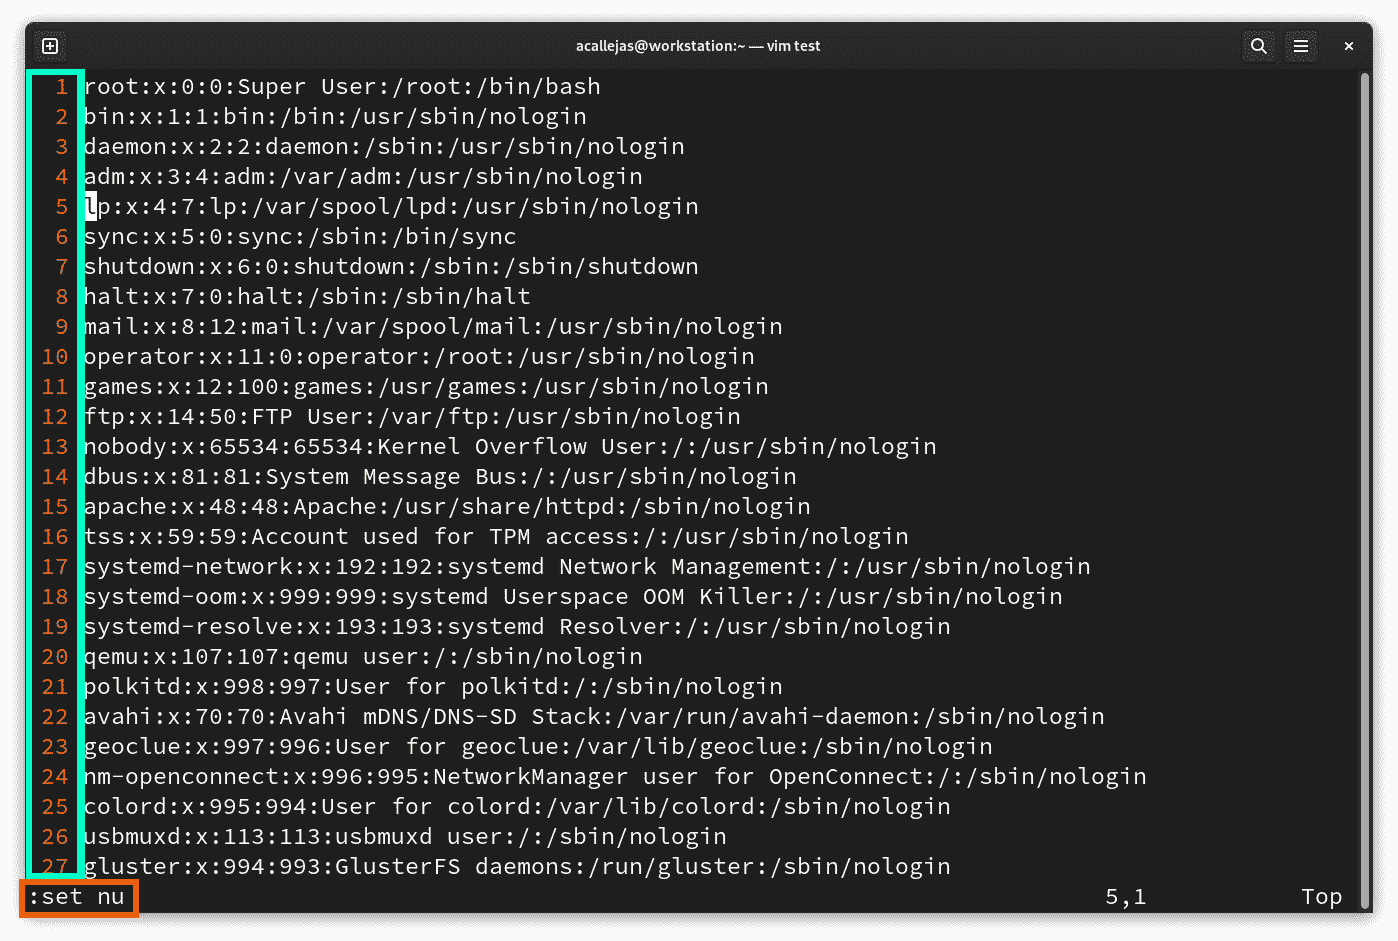 acallejas@workstation:~ — vim test
1 root:x:0:0:Super User:/root:/bin/bash
2 bin:x:1:1:bin:/bin:/usr/sbin/nologin
3 daemon:x:2:2:daemon:/sbin:/usr/sbin/nologin
4 adm:x:3:4:adm:/var/adm:/usr/sbin/nologin
5 lp:x:4:7:lp:/var/spool/lpd:/usr/sbin/nologin
6 sync:x:5:0:sync:/sbin:/bin/sync
7 shutdown:x:6:0:shutdown:/sbin:/sbin/shutdown
8 halt:x:7:0:halt:/sbin:/sbin/halt
9 mail:x:8:12:mail:/var/spool/mail:/usr/sbin/nologin
10 operator:x:11:0:operator:/root:/usr/sbin/nologin
11 games:x:12:100:games:/usr/games:/usr/sbin/nologin
12 ftp:x:14:50:FTP User:/var/ftp:/usr/sbin/nologin
13 nobody:x:65534:65534:Kernel Overflow User:/:/usr/sbin/nologin
14 dbus:x:81:81:System Message Bus:/:/usr/sbin/nologin
15 apache:x:48:48:Apache:/usr/share/httpd:/sbin/nologin
16 tss:x:59:59:Account used for TPM access:/:/usr/sbin/nologin
17 systemd-network:x:192:192:systemd Network Management:/:/usr/sbin/nologin
18 systemd-oom:x:999:999:systemd Userspace OOM Killer:/:/usr/sbin/nologin
19 systemd-resolve:x:193:193:systemd Resolver:/:/usr/sbin/nologin
20 qemu:x:107:107:qemu user:/:/sbin/nologin
21 polkitd:x:998:997:User for polkitd:/:/sbin/nologin
22 avahi:x:70:70:Avahi mDNS/DNS-SD Stack:/var/run/avahi-daemon:/sbin/nologin
23 geoclue:x:997:996:User for geoclue:/var/lib/geoclue:/sbin/nologin
24 nm-openconnect:x:996:995:NetworkManager user for OpenConnect:/:/sbin/nologin
25 colord:x:995:994:User for colord:/var/lib/colord:/sbin/nologin
26 usbmuxd:x:113:113:usbmuxd user:/:/sbin/nologin
27 gluster:x:994:993:GlusterFS daemons:/run/gluster:/sbin/nologin
:set nu 5,1 Top